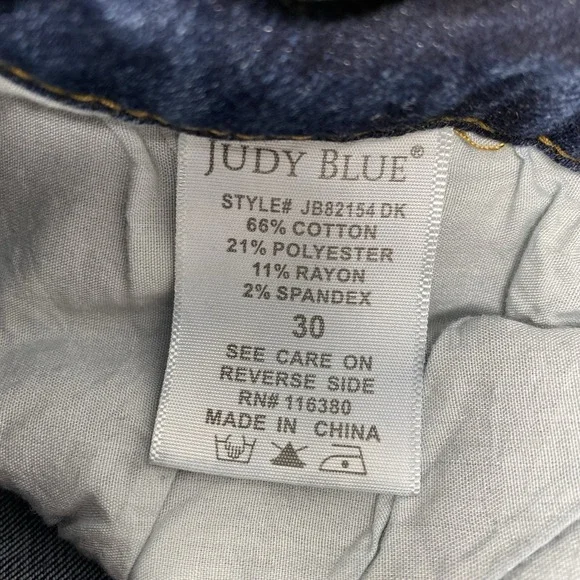 JUDY BLUE®
STYLE# JB82154 DK
66% COTTON
21% POLYESTER
11% RAYON
2% SPANDEX
30
SEE CARE ON
REVERSE SIDE
RN# 116380
MADE IN CHINA